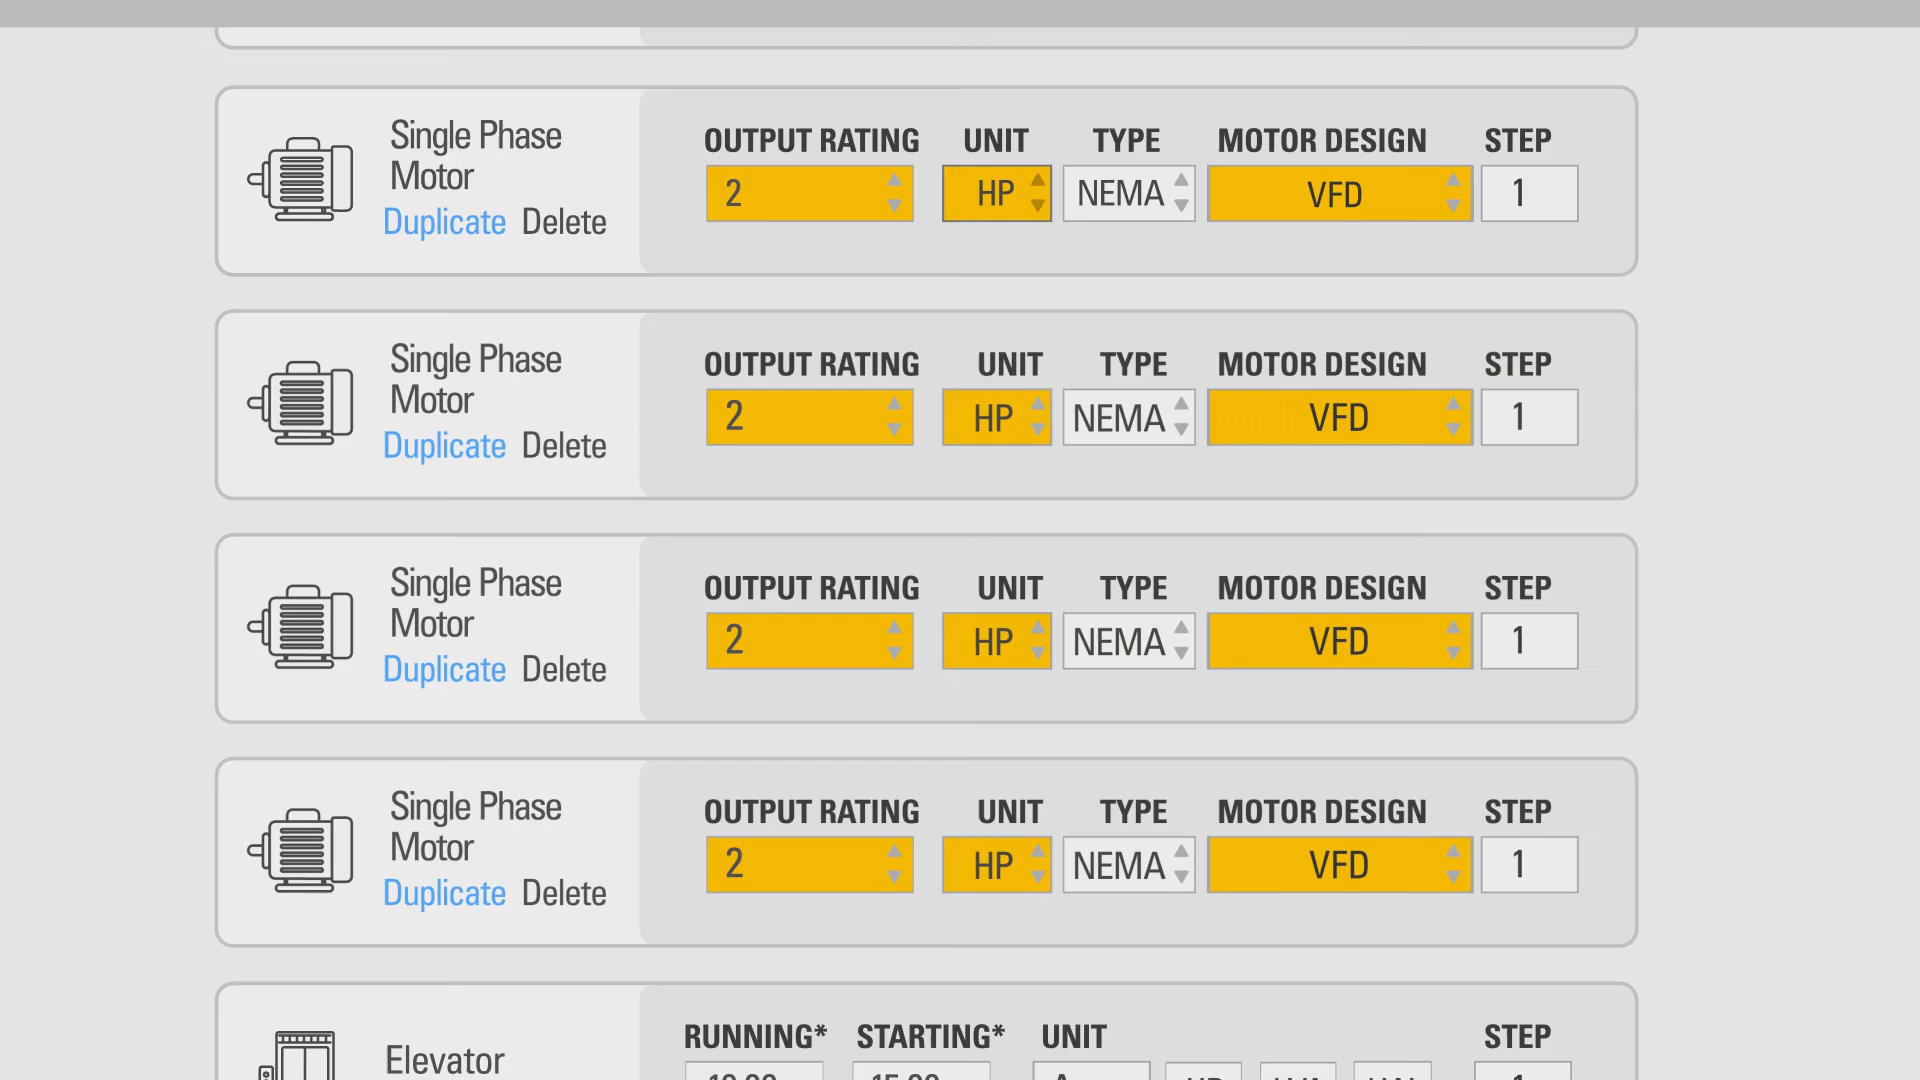 Single Phase
Motor
Duplicate Delete
OUTPUT RATING UNIT TYPE MOTOR DESIGN STEP
2 HP NEMA VFD 1
Single Phase
Motor
Duplicate Delete
OUTPUT RATING UNIT TYPE MOTOR DESIGN STEP
2 HP NEMA VFD 1
Single Phase
Motor
Duplicate Delete
OUTPUT RATING UNIT TYPE MOTOR DESIGN STEP
2 HP NEMA VFD 1
Single Phase
Motor
Duplicate Delete
OUTPUT RATING UNIT TYPE MOTOR DESIGN STEP
2 HP NEMA VFD 1
Elevator
RUNNING* STARTING* UNIT STEP